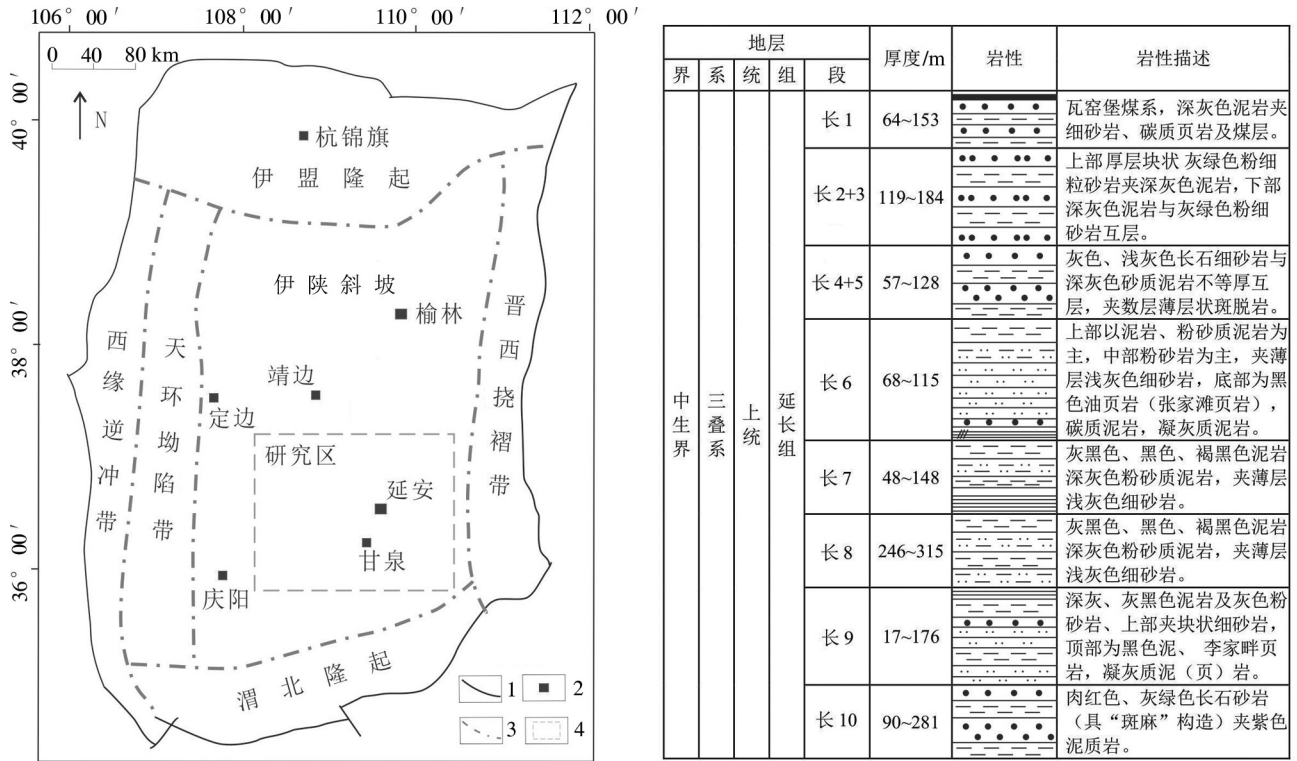 106° 00′ 108° 00′ 110° 00′ 112° 00′
0 40 80 km
N
40° 00′
38° 00′
36° 00′
杭锦旗
伊盟隆起
伊陕斜坡
榆林
晋西挠褶带
西缘逆冲带
天环坳陷带
靖边
定边
研究区
延安
甘泉
庆阳
渭北隆起
1 2
3 4
地层 厚度/m 岩性 岩性描述
界 系 统 组 段
中生界 三叠系 上统 延长组
长 1 64~153
瓦窑堡煤系，深灰色泥岩夹
细砂岩、碳质页岩及煤层。
长 2+3 119~184
上部厚层块状 灰绿色粉细
粒砂岩夹深灰色泥岩，下部
深灰色泥岩与灰绿色粉细
砂岩互层。
长 4+5 57~128
灰色、浅灰色长石细砂岩与
深灰色砂质泥岩不等厚互
层，夹数层薄层状斑脱岩。
长 6 68~115
上部以泥岩、粉砂质泥岩为
主，中部粉砂岩为主，夹薄
层浅灰色细砂岩，底部为黑
色油页岩（张家滩页岩），
碳质泥岩，凝灰质泥岩。
长 7 48~148
灰黑色、黑色、褐黑色泥岩
深灰色粉砂质泥岩，夹薄层
浅灰色细砂岩。
长 8 246~315
灰黑色、黑色、褐黑色泥岩
深灰色粉砂质泥岩，夹薄层
浅灰色细砂岩。
长 9 17~176
深灰、灰黑色泥岩及灰色粉
砂岩、上部夹块状细砂岩，
顶部为黑色泥、 李家畔页
岩，凝灰质泥（页）岩。
长 10 90~281
肉红色、灰绿色长石砂岩
（具“斑麻”构造）夹紫色
泥质岩。